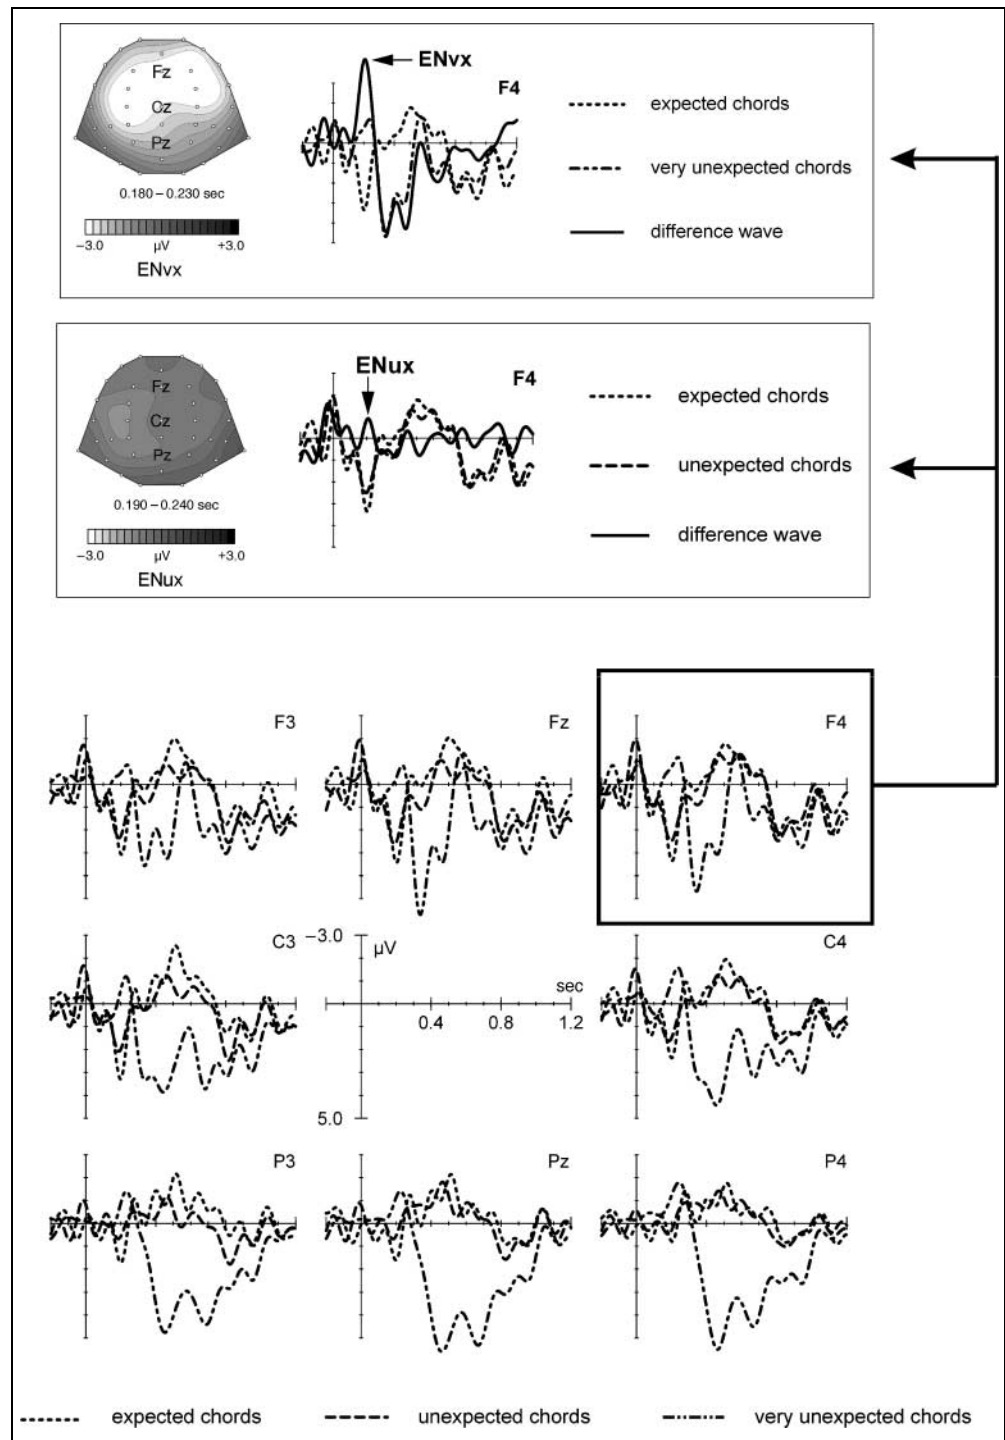 ENvx
F4
Fz
Cz
Pz
0.180 – 0.230 sec
−3.0 µV +3.0
ENvx
expected chords
very unexpected chords
difference wave
ENux
F4
Fz
Cz
Pz
0.190 – 0.240 sec
−3.0 µV +3.0
ENux
expected chords
unexpected chords
difference wave
F3 Fz F4
C3 −3.0 µV C4
sec
0.4 0.8 1.2
5.0
P3 Pz P4
expected chords unexpected chords very unexpected chords